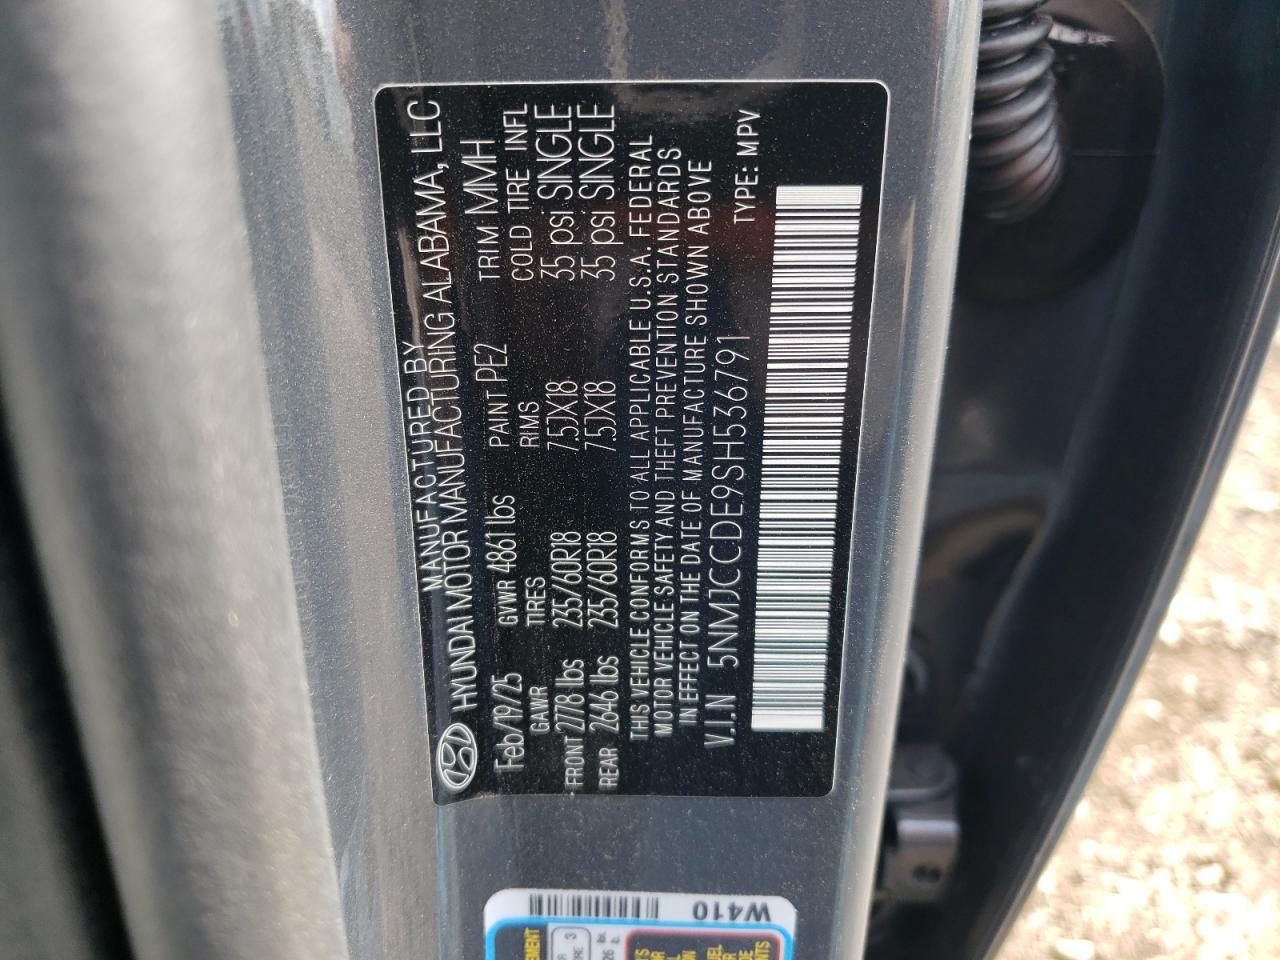 MANUFACTURED BY
HYUNDAI MOTOR MANUFACTURING ALABAMA, LLC
Feb/19/25 GVWR 4861 lbs PAINT PE2 TRIM MMH
GAWR TIRES RIMS COLD TIRE INFL
FRONT 2778 lbs 235/60R18 7.5JX18 35 psi SINGLE
REAR 2646 lbs 235/60R18 7.5JX18 35 psi SINGLE
THIS VEHICLE CONFORMS TO ALL APPLICABLE U.S.A. FEDERAL
MOTOR VEHICLE SAFETY AND THEFT PREVENTION STANDARDS
IN EFFECT ON THE DATE OF MANUFACTURE SHOWN ABOVE
V.I.N 5NMJCCDE9SH536791
TYPE: MPV
W410